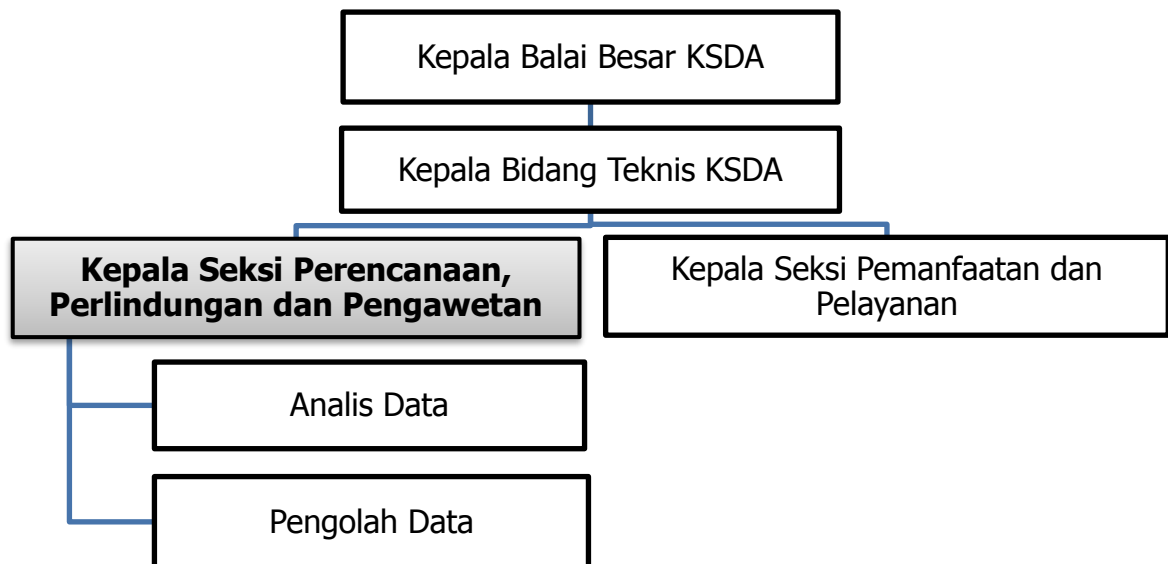 Kepala Balai Besar KSDA
Kepala Bidang Teknis KSDA
Kepala Seksi Perencanaan,
Perlindungan dan Pengawetan
Kepala Seksi Pemanfaatan dan
Pelayanan
Analis Data
Pengolah Data